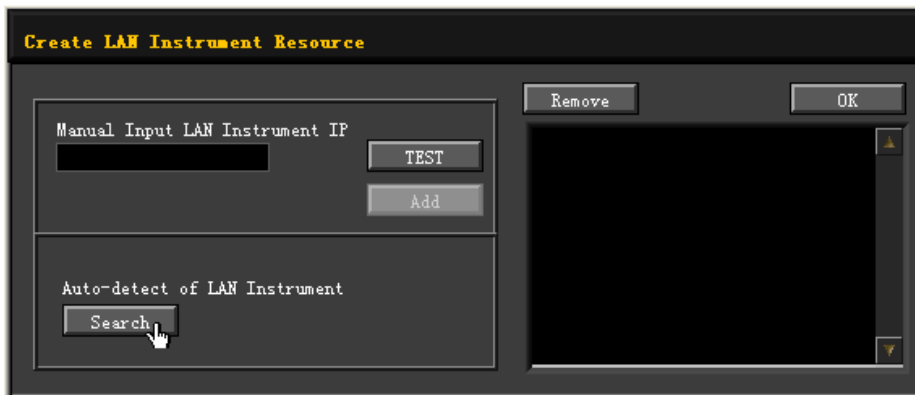 Create LAN Instrument Resource
Remove
OK
Manual Input LAN Instrument IP
TEST
Add
Auto-detect of LAN Instrument
Search